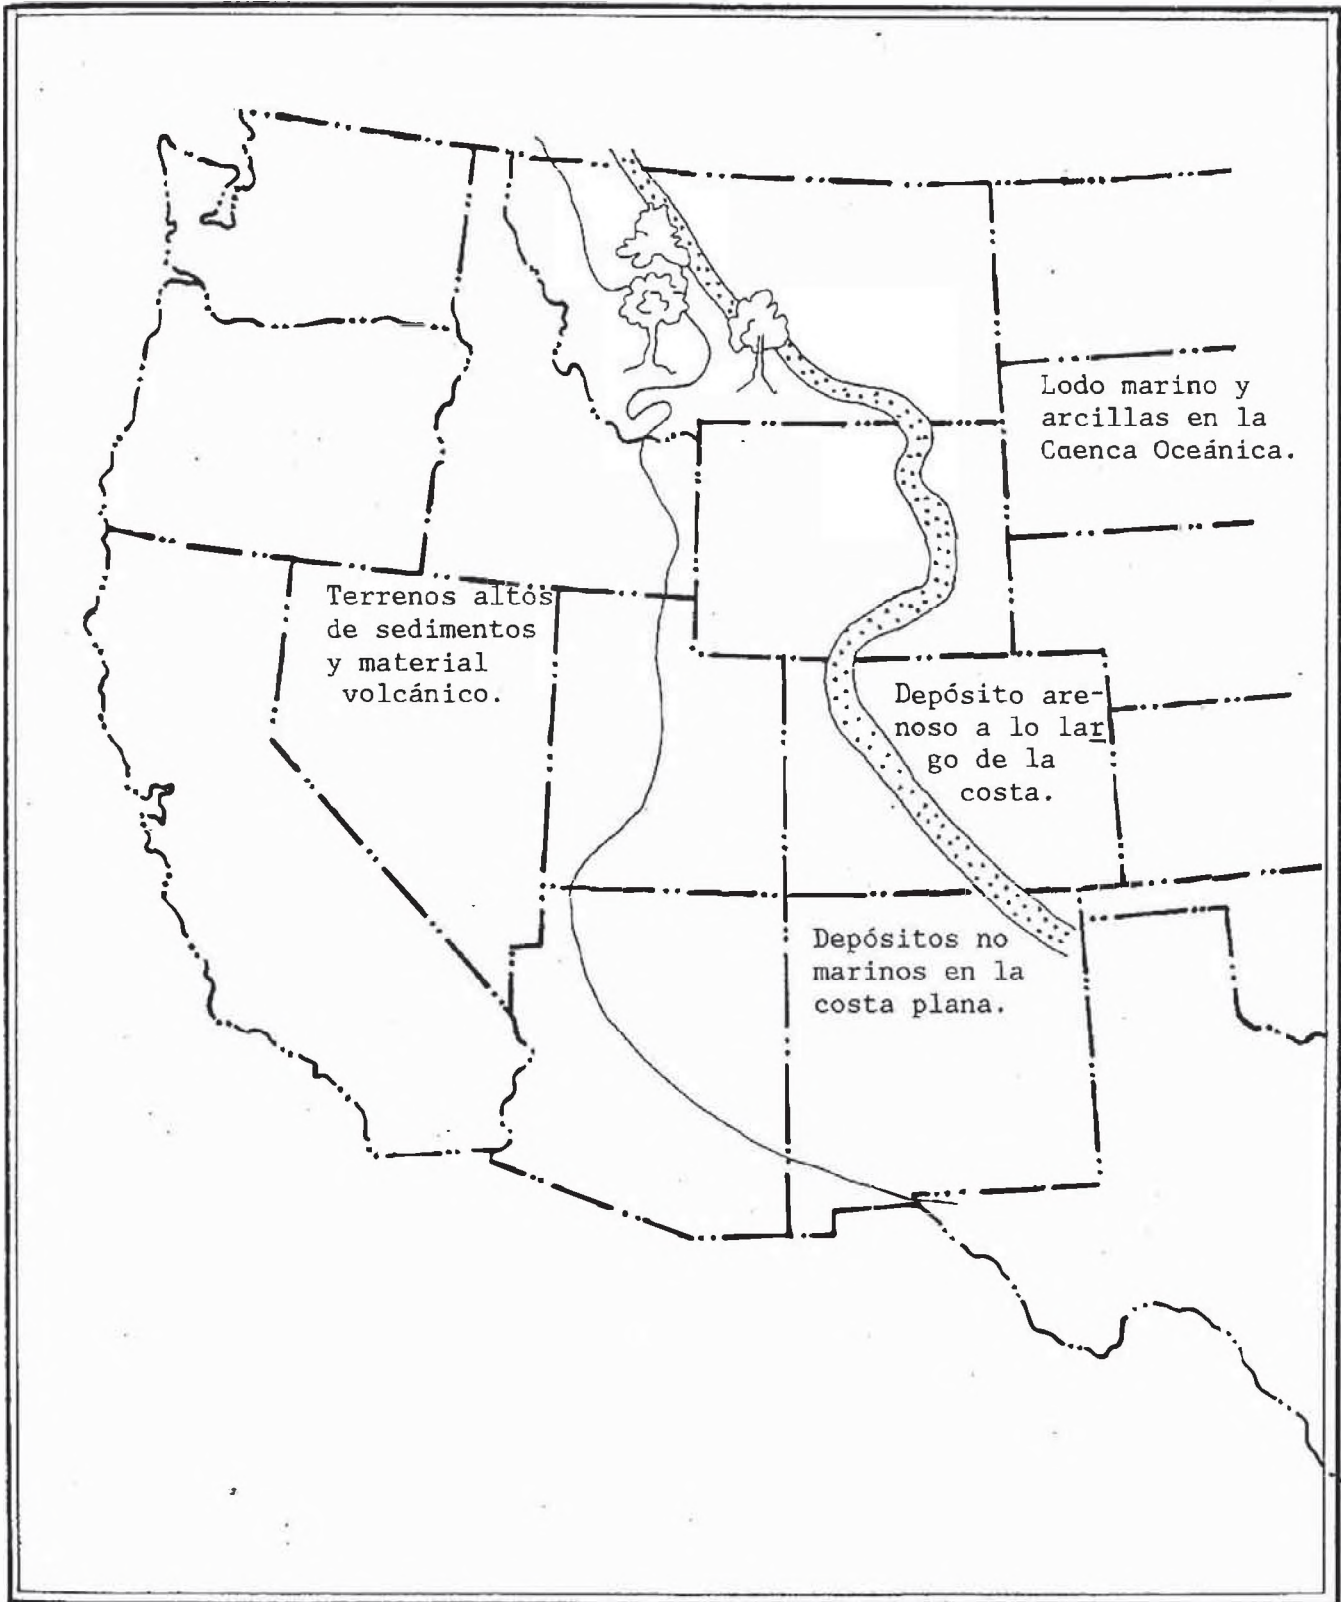 Lodo marino y
arcillas en la
Cuenca Oceánica.
Terrenos altos
de sedimentos
y material
volcánico.
Depósito are-
noso a lo lar
go de la
costa.
Depósitos no
marinos en la
costa plana.